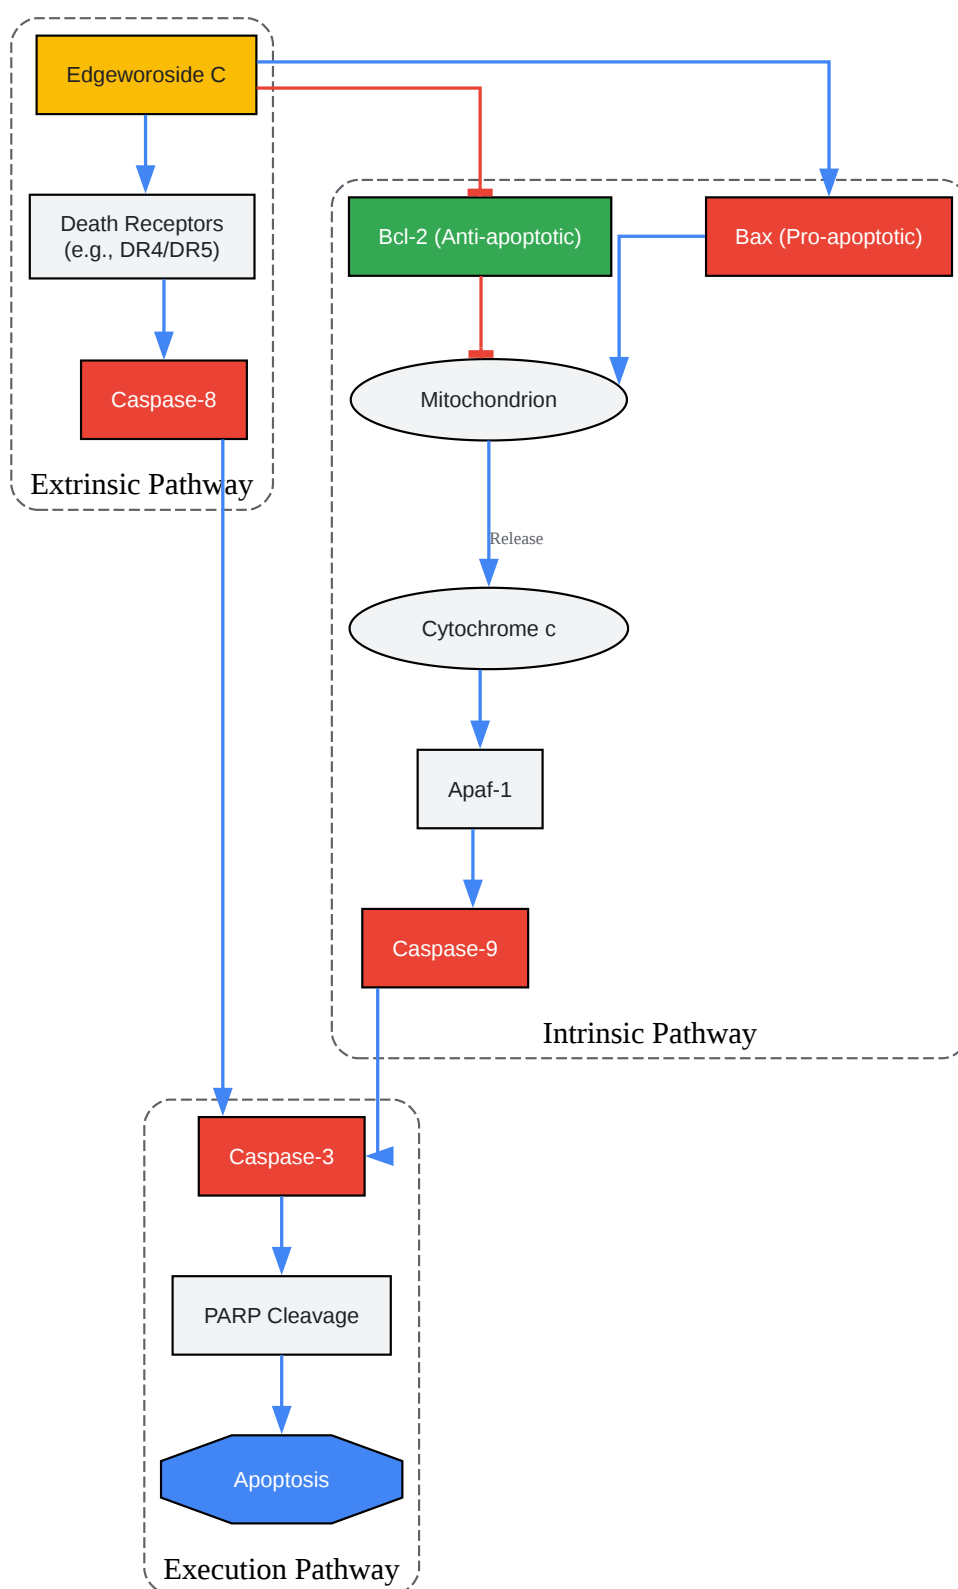 Edgeworoside C
Death Receptors
(e.g., DR4/DR5)
Bcl-2 (Anti-apoptotic)
Bax (Pro-apoptotic)
Caspase-8
Mitochondrion
Extrinsic Pathway
Release
Cytochrome c
Apaf-1
Caspase-9
Intrinsic Pathway
Caspase-3
PARP Cleavage
Apoptosis
Execution Pathway